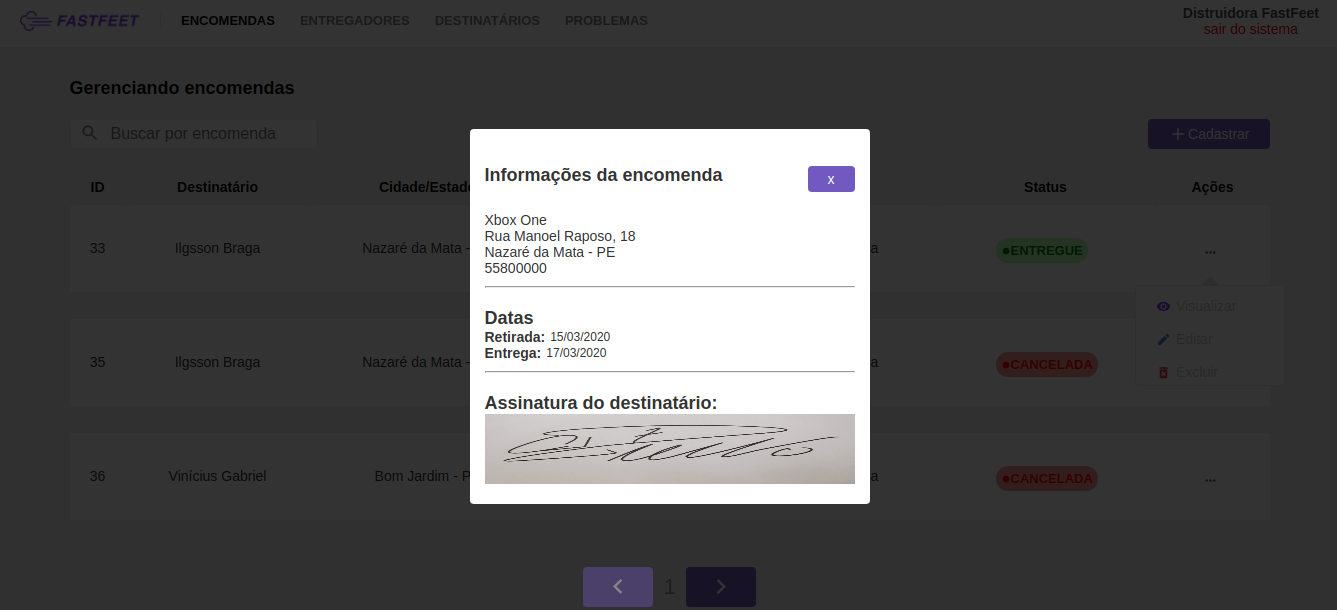 FASTFEET ENCOMENDAS ENTREGADORES DESTINATÁRIOS PROBLEMAS Distruidora FastFeet
sair do sistema
Gerenciando encomendas
Buscar por encomenda + Cadastrar
ID Destinatário Cidade/Estado Status Ações
33 Ilgsson Braga Nazaré da Mata - a ENTREGUE ...
Visualizar
Editar
Excluir
35 Ilgsson Braga Nazaré da Mata - a CANCELADA
36 Vinícius Gabriel Bom Jardim - P a CANCELADA ...
1
Informações da encomenda x
Xbox One
Rua Manoel Raposo, 18
Nazaré da Mata - PE
55800000
Datas
Retirada: 15/03/2020
Entrega: 17/03/2020
Assinatura do destinatário: